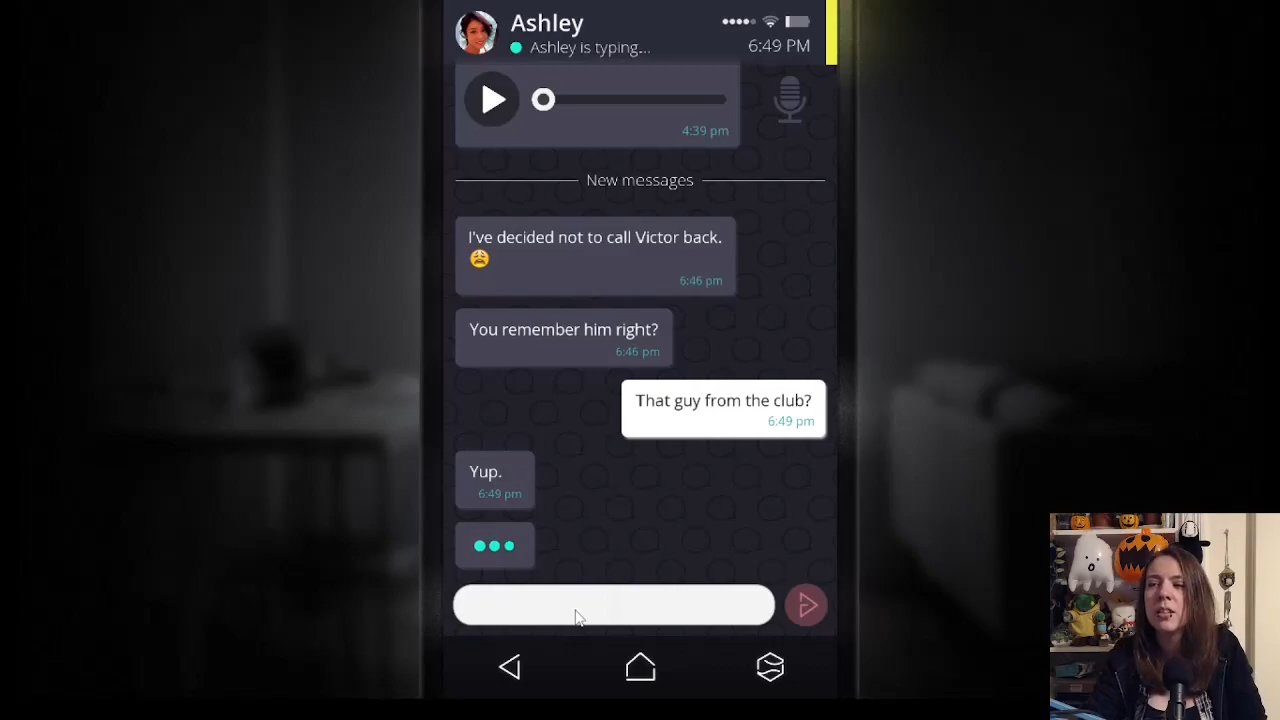 Ashley
Ashley is typing...
6:49 PM
4:39 pm
New messages
I've decided not to call Victor back.
😩
6:46 pm
You remember him right?
6:46 pm
That guy from the club?
6:49 pm
Yup.
6:49 pm